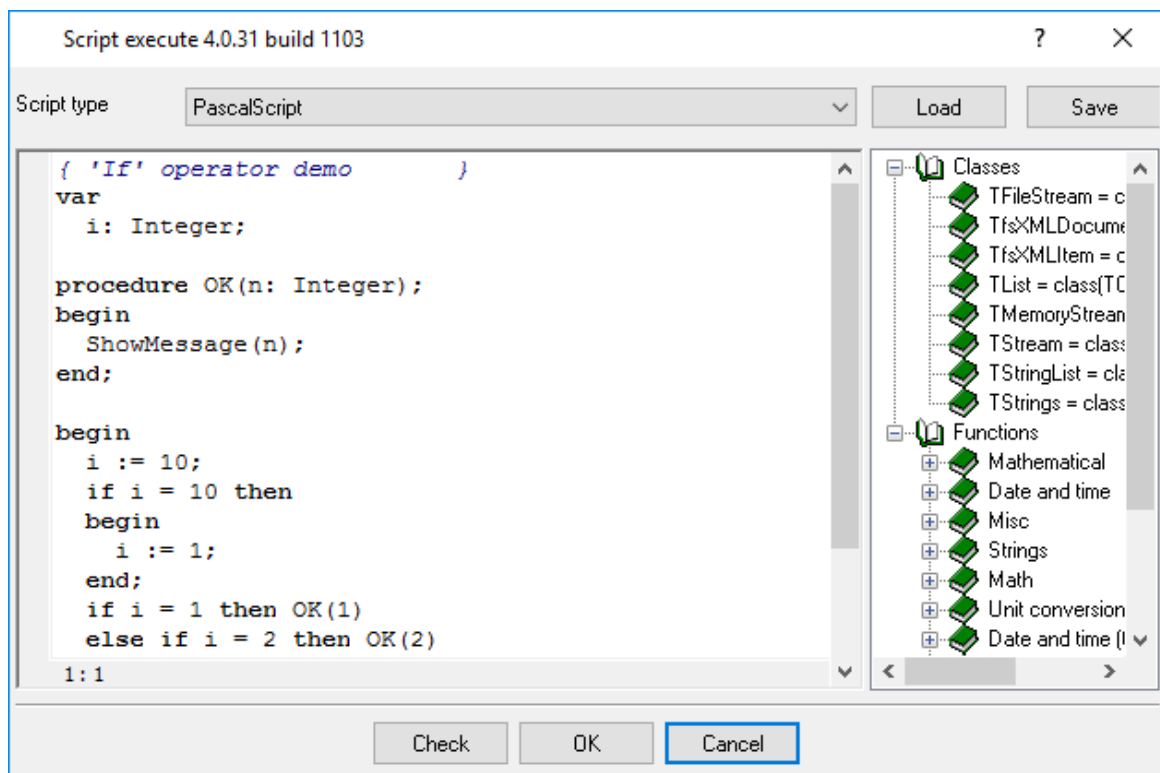 Script execute 4.0.31 build 1103
?
Script type
PascalScript
Load
Save
{ 'If' operator demo       }
var
  i: Integer;

procedure OK(n: Integer);
begin
  ShowMessage(n);
end;

begin
  i := 10;
  if i = 10 then
  begin
    i := 1;
  end;
  if i = 1 then OK(1)
  else if i = 2 then OK(2)
1:1
Classes
TFileStream = c
TfsXMLDocume
TfsXMLItem = c
TList = class(TO
TMemoryStream
TStream = class
TStringList = cla
TStrings = class
Functions
Mathematical
Date and time
Misc
Strings
Math
Unit conversion
Date and time (
Check
OK
Cancel